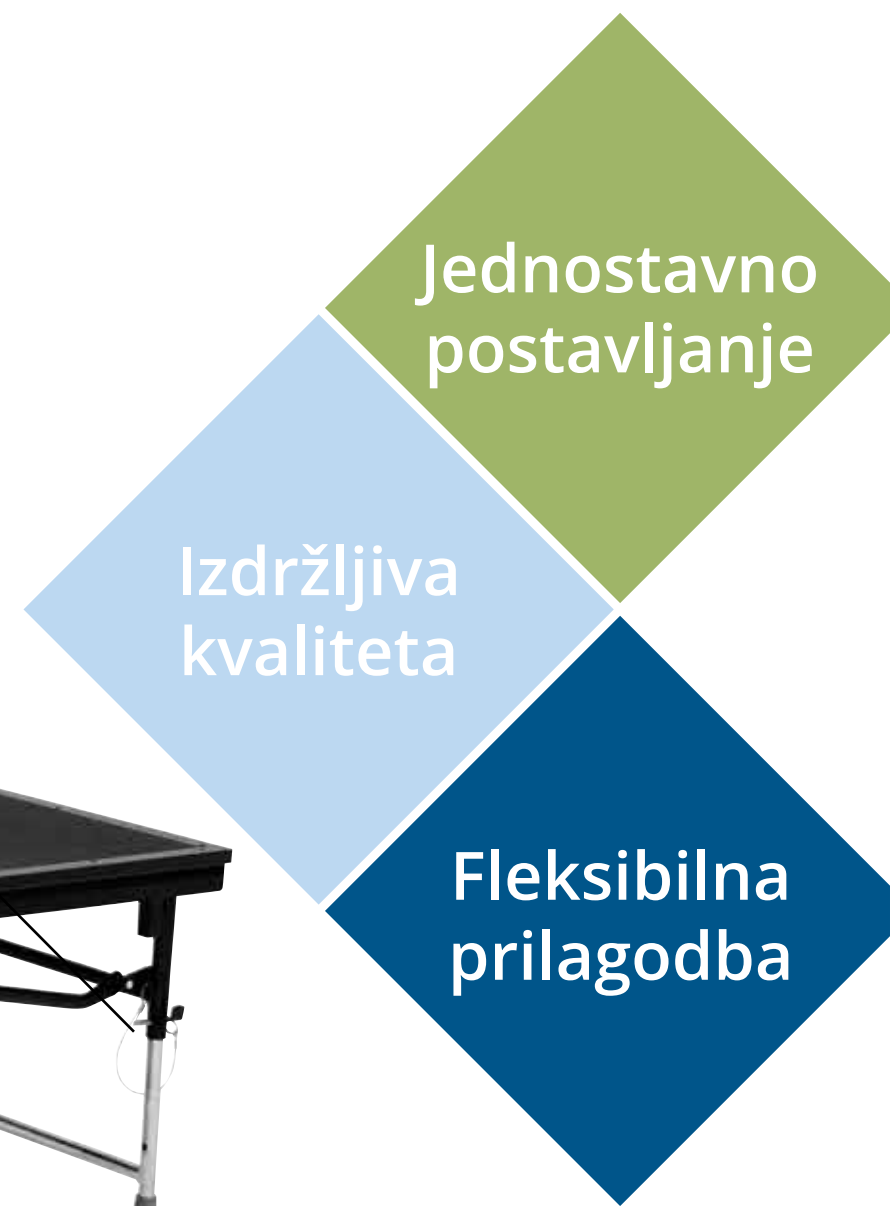 Jednostavno
postavljanje
Izdržljiva
kvaliteta
Fleksibilna
prilagodba